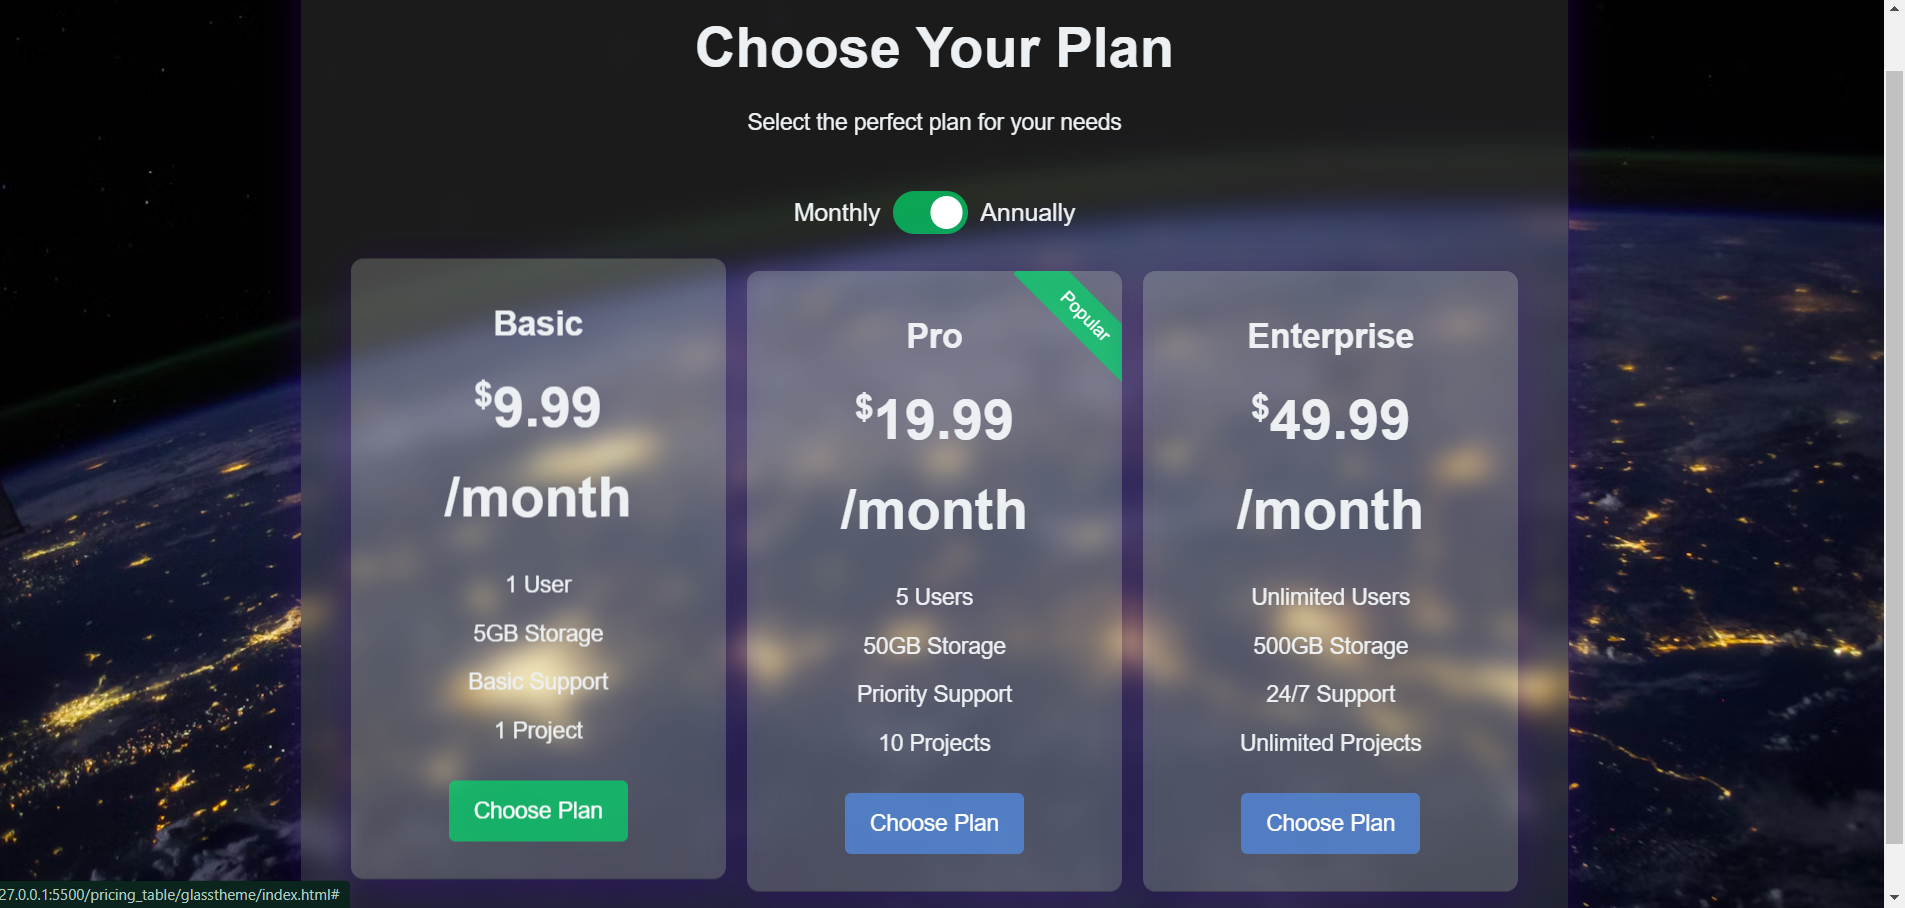 Choose Your Plan
Select the perfect plan for your needs
Monthly Annually
Basic
$9.99
/month
1 User
5GB Storage
Basic Support
1 Project
Choose Plan
Popular
Pro
$19.99
/month
5 Users
50GB Storage
Priority Support
10 Projects
Choose Plan
Enterprise
$49.99
/month
Unlimited Users
500GB Storage
24/7 Support
Unlimited Projects
Choose Plan
27.0.0.1:5500/pricing_table/glasstheme/index.html#